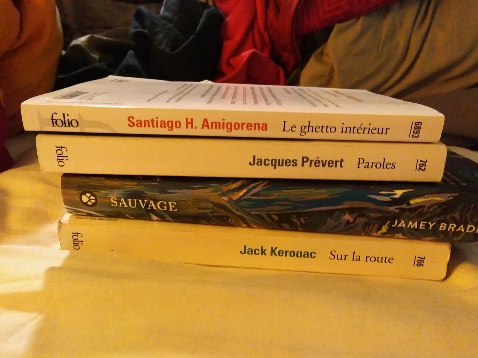 folio Santiago H. Amigorena Le ghetto intérieur 6893
folio Jacques Prévert Paroles 762
SAUVAGE JAMEY BRAD
folio Jack Kerouac Sur la route 766